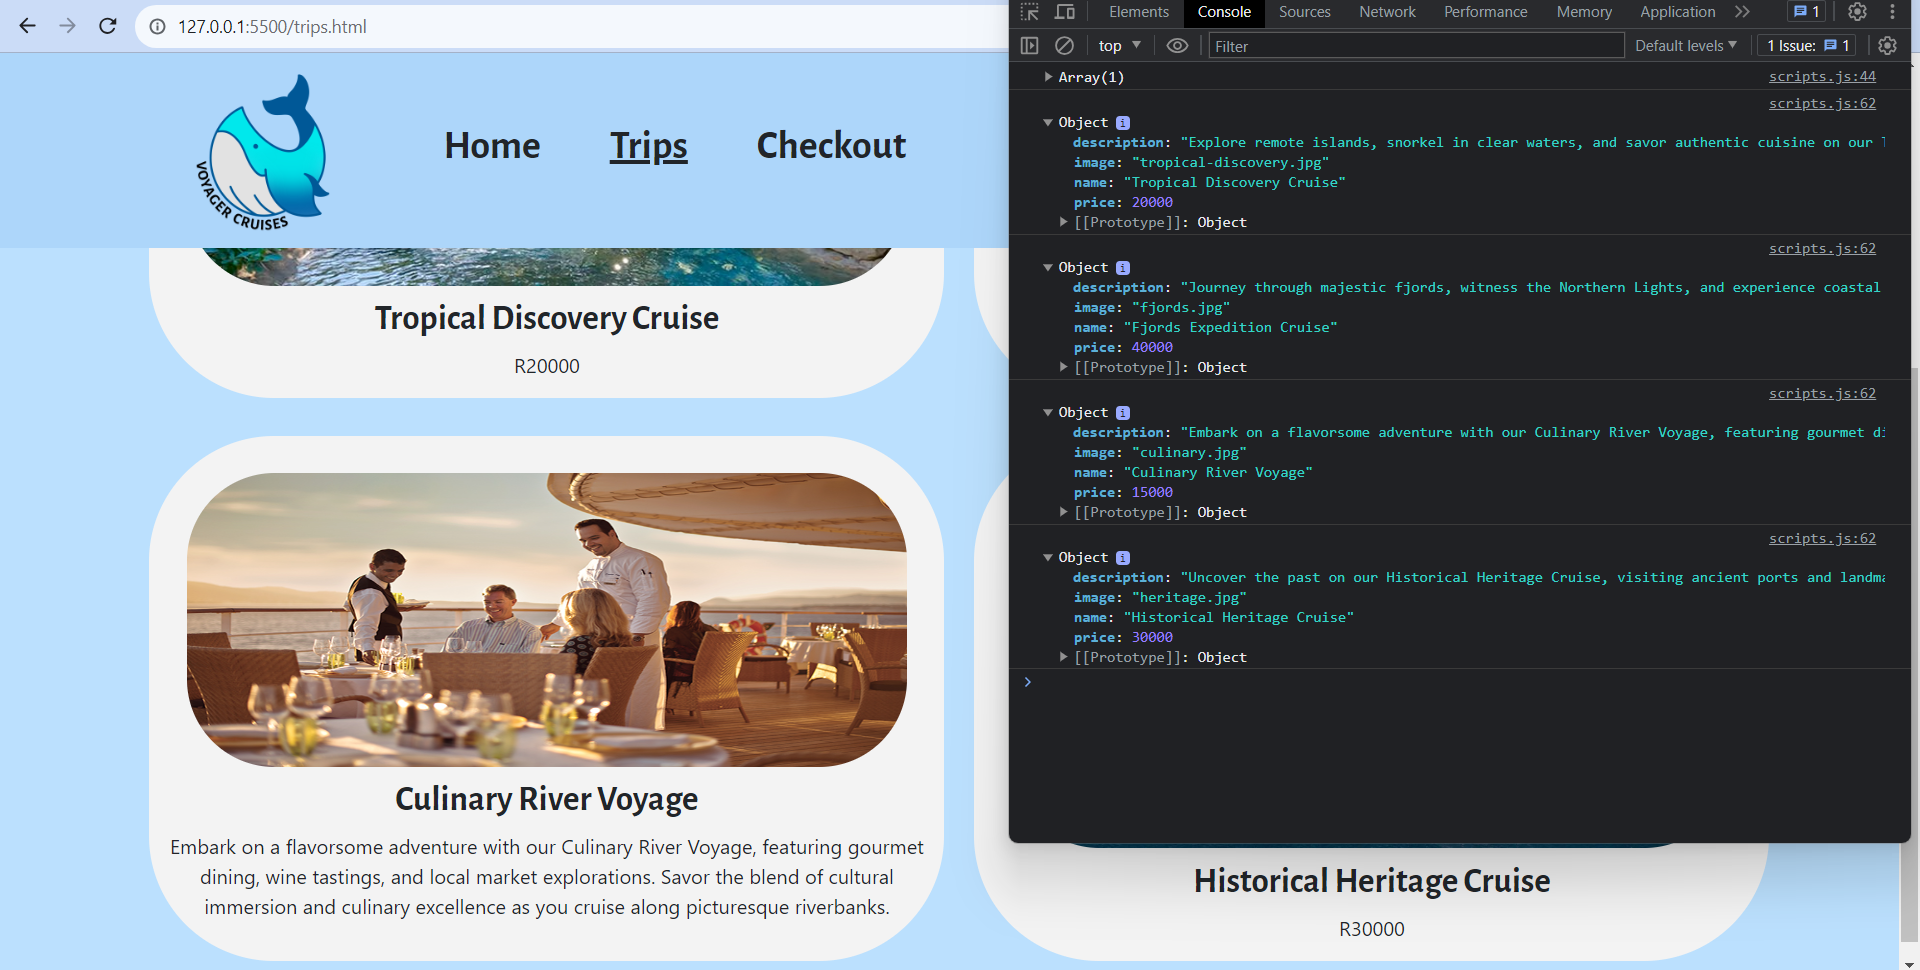 127.0.0.1:5500/trips.html
VOYAGER CRUISES
Home
Trips
Checkout
Tropical Discovery Cruise
R20000
Culinary River Voyage
Embark on a flavorsome adventure with our Culinary River Voyage, featuring gourmet
dining, wine tastings, and local market explorations. Savor the blend of cultural
immersion and culinary excellence as you cruise along picturesque riverbanks.
Historical Heritage Cruise
R30000
Elements Console Sources Network Performance Memory Application 1
top Filter Default levels 1 Issue: 1
Array(1) scripts.js:44
scripts.js:62
Object i
description: "Explore remote islands, snorkel in clear waters, and savor authentic cuisine on our
image: "tropical-discovery.jpg"
name: "Tropical Discovery Cruise"
price: 20000
[[Prototype]]: Object
scripts.js:62
Object i
description: "Journey through majestic fjords, witness the Northern Lights, and experience coastal
image: "fjords.jpg"
name: "Fjords Expedition Cruise"
price: 40000
[[Prototype]]: Object
scripts.js:62
Object i
description: "Embark on a flavorsome adventure with our Culinary River Voyage, featuring gourmet
image: "culinary.jpg"
name: "Culinary River Voyage"
price: 15000
[[Prototype]]: Object
scripts.js:62
Object i
description: "Uncover the past on our Historical Heritage Cruise, visiting ancient ports and
image: "heritage.jpg"
name: "Historical Heritage Cruise"
price: 30000
[[Prototype]]: Object